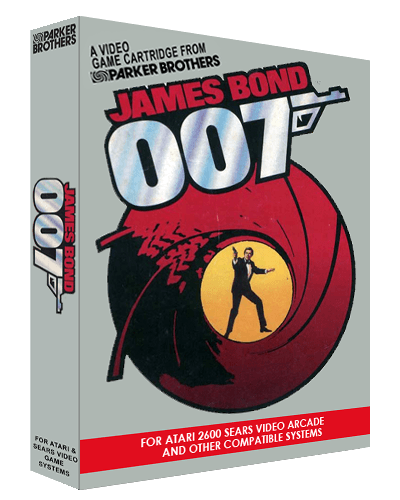 PARKER
BROTHERS
JAMES BOND
007
FOR ATARI &
SEARS VIDEO
GAME
SYSTEMS
A VIDEO
GAME CARTRIDGE FROM
PARKER BROTHERS
JAMES BOND
007
FOR ATARI 2600 SEARS VIDEO ARCADE
AND OTHER COMPATIBLE SYSTEMS